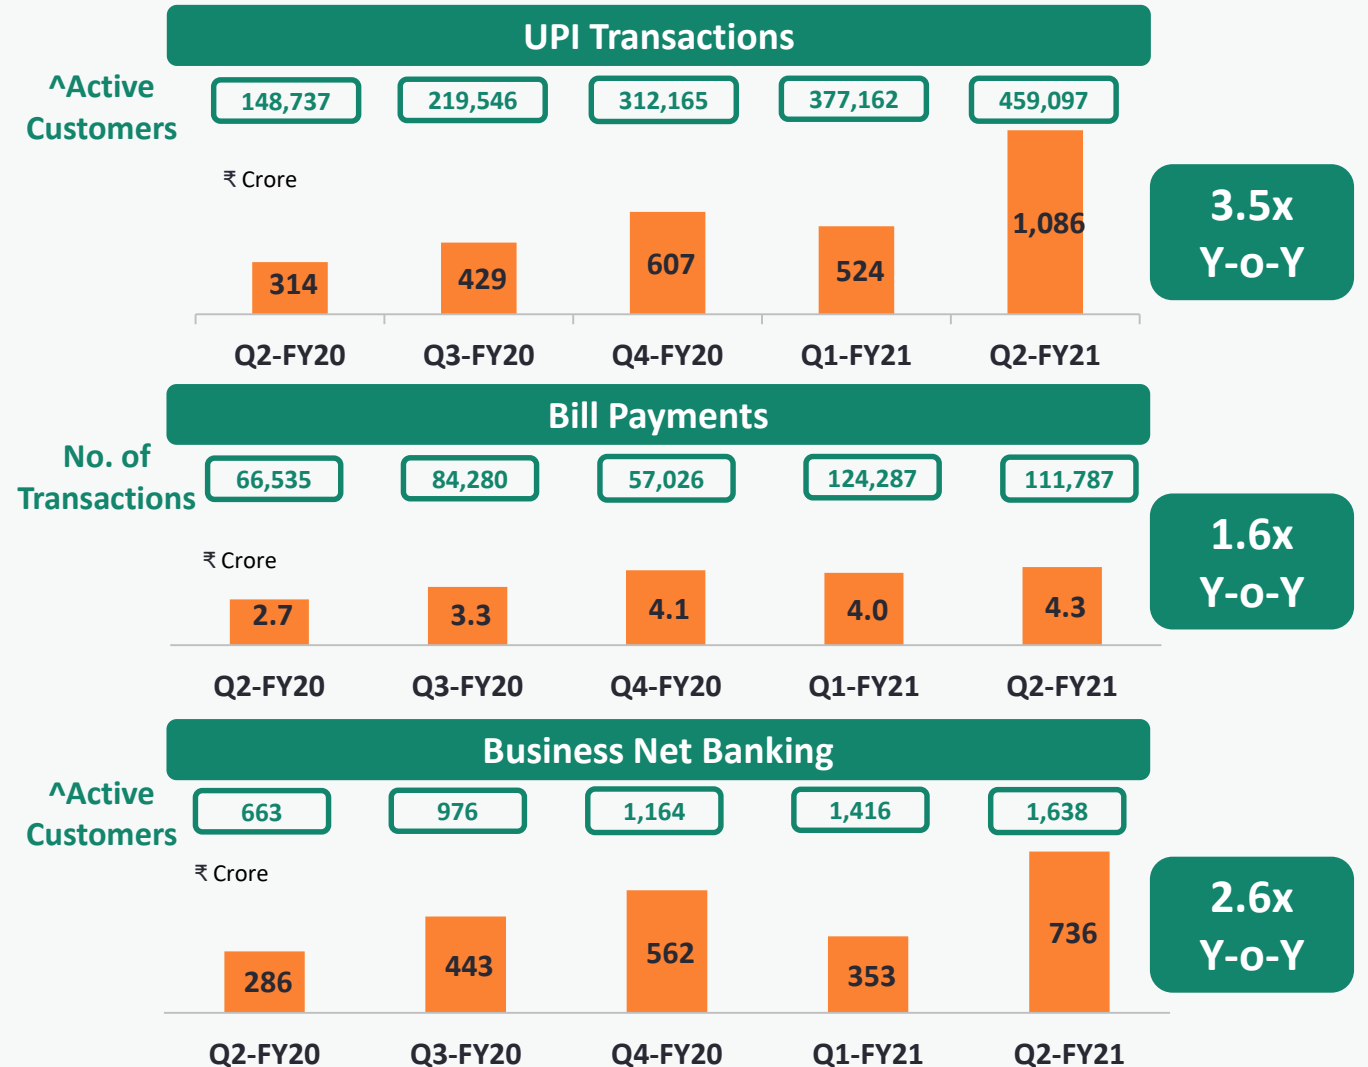 UPI Transactions
^Active
Customers
148,737 219,546 312,165 377,162 459,097
₹ Crore
314 429 607 524 1,086
Q2-FY20 Q3-FY20 Q4-FY20 Q1-FY21 Q2-FY21
3.5x
Y-o-Y
Bill Payments
No. of
Transactions
66,535 84,280 57,026 124,287 111,787
₹ Crore
2.7 3.3 4.1 4.0 4.3
Q2-FY20 Q3-FY20 Q4-FY20 Q1-FY21 Q2-FY21
1.6x
Y-o-Y
Business Net Banking
^Active
Customers
663 976 1,164 1,416 1,638
₹ Crore
286 443 562 353 736
Q2-FY20 Q3-FY20 Q4-FY20 Q1-FY21 Q2-FY21
2.6x
Y-o-Y